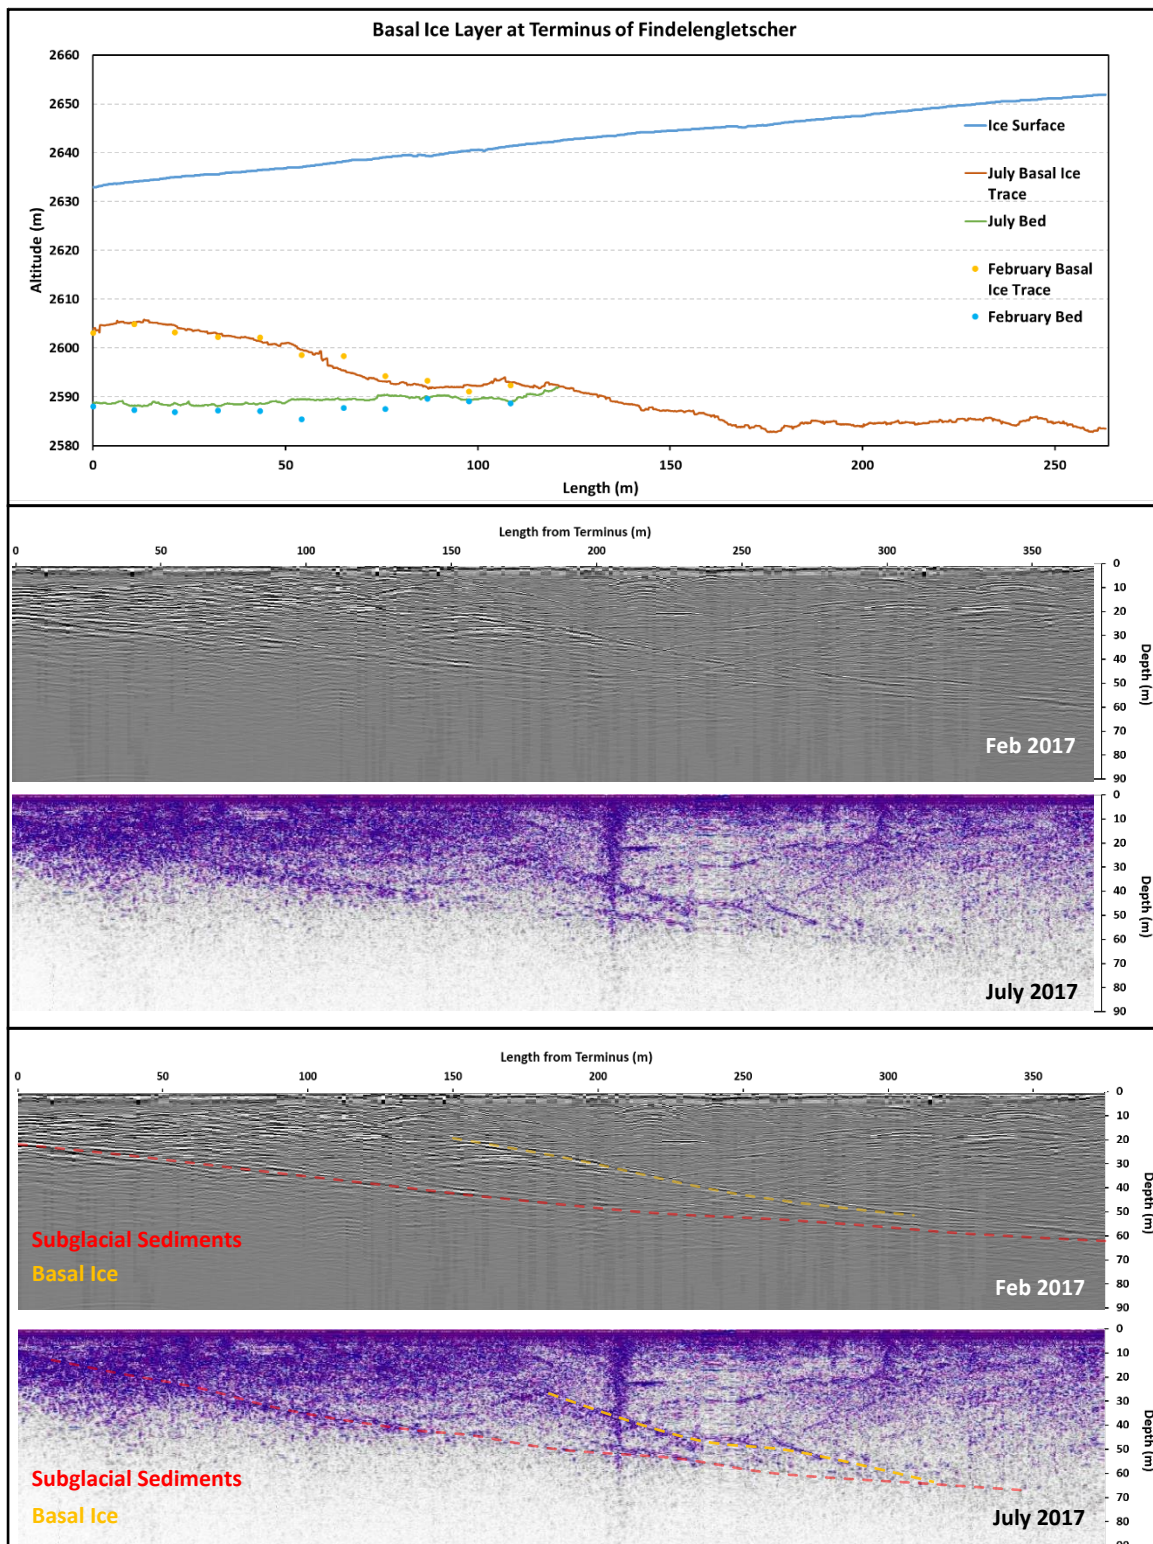 Basal Ice Layer at Terminus of Findelengletscher
2660
2650
2640
2630
2620
2610
2600
2590
2580
Altitude (m)
0 50 100 150 200 250
Length (m)
Ice Surface
July Basal Ice
Trace
July Bed
February Basal
Ice Trace
February Bed
Length from Terminus (m)
0 50 100 150 200 250 300 350
0
10
20
30
40
50
60
70
80
90
Depth (m)
Feb 2017
0
10
20
30
40
50
60
70
80
90
Depth (m)
July 2017
Length from Terminus (m)
0 50 100 150 200 250 300 350
0
10
20
30
40
50
60
70
80
90
Depth (m)
Subglacial Sediments
Basal Ice
Feb 2017
0
10
20
30
40
50
60
70
80
90
Depth (m)
Subglacial Sediments
Basal Ice
July 2017